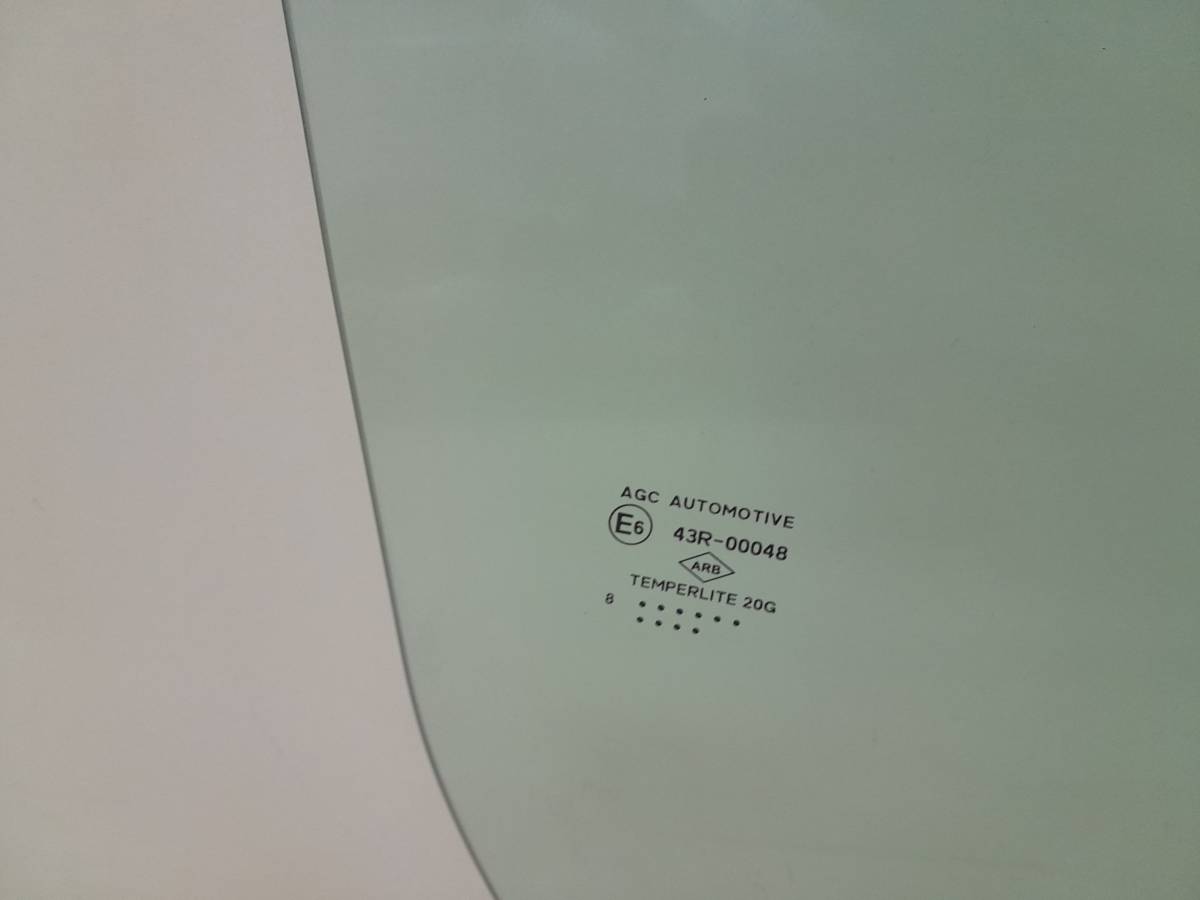 AGC AUTOMOTIVE
E6 43R-00048
ARB
TEMPERLITE 20G
8